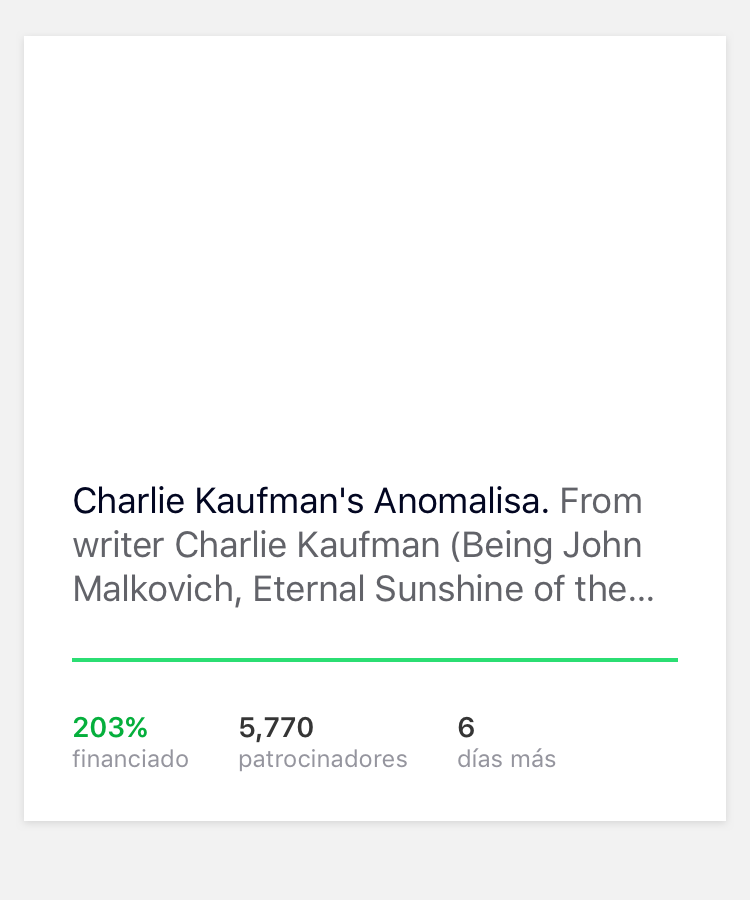 Charlie Kaufman's Anomalisa. From
writer Charlie Kaufman (Being John
Malkovich, Eternal Sunshine of the...
203% 5,770 6
financiado patrocinadores días más